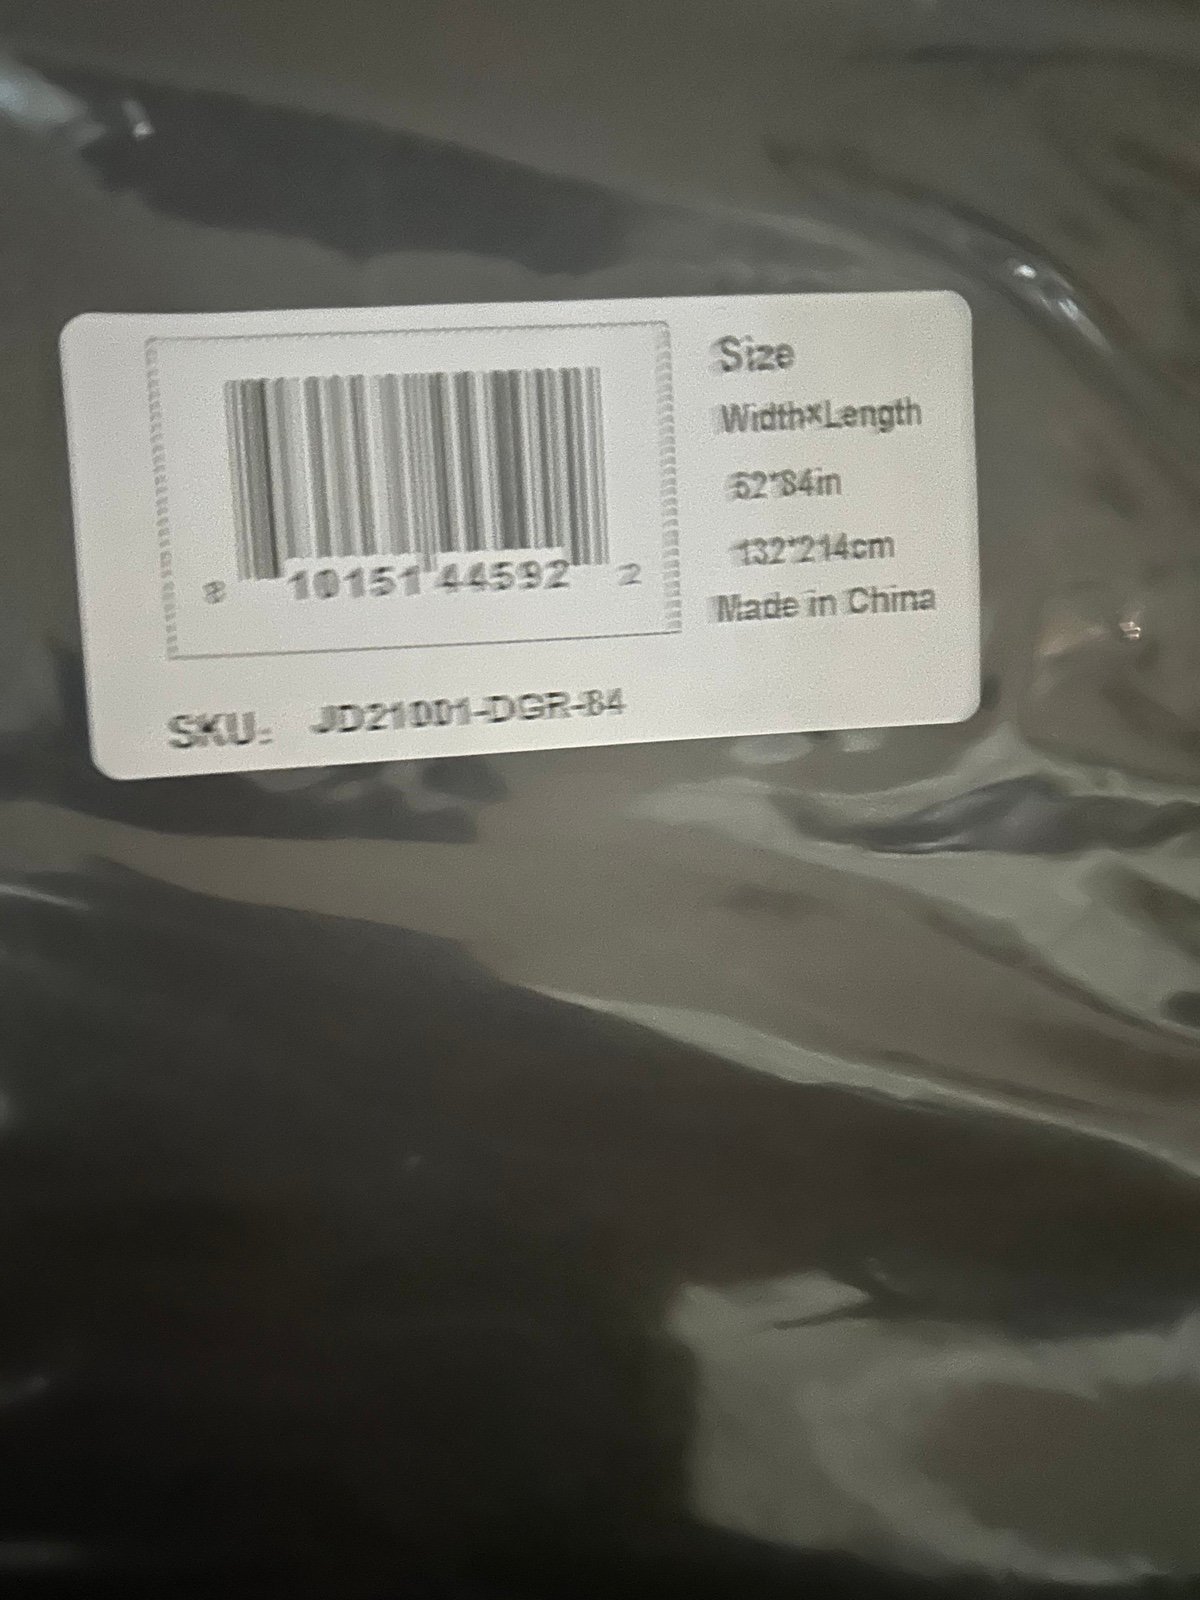 8 10151 44592 2
SKU: JD21001-DGR-84
Size
Width×Length
52*84in
132*214cm
Made in China